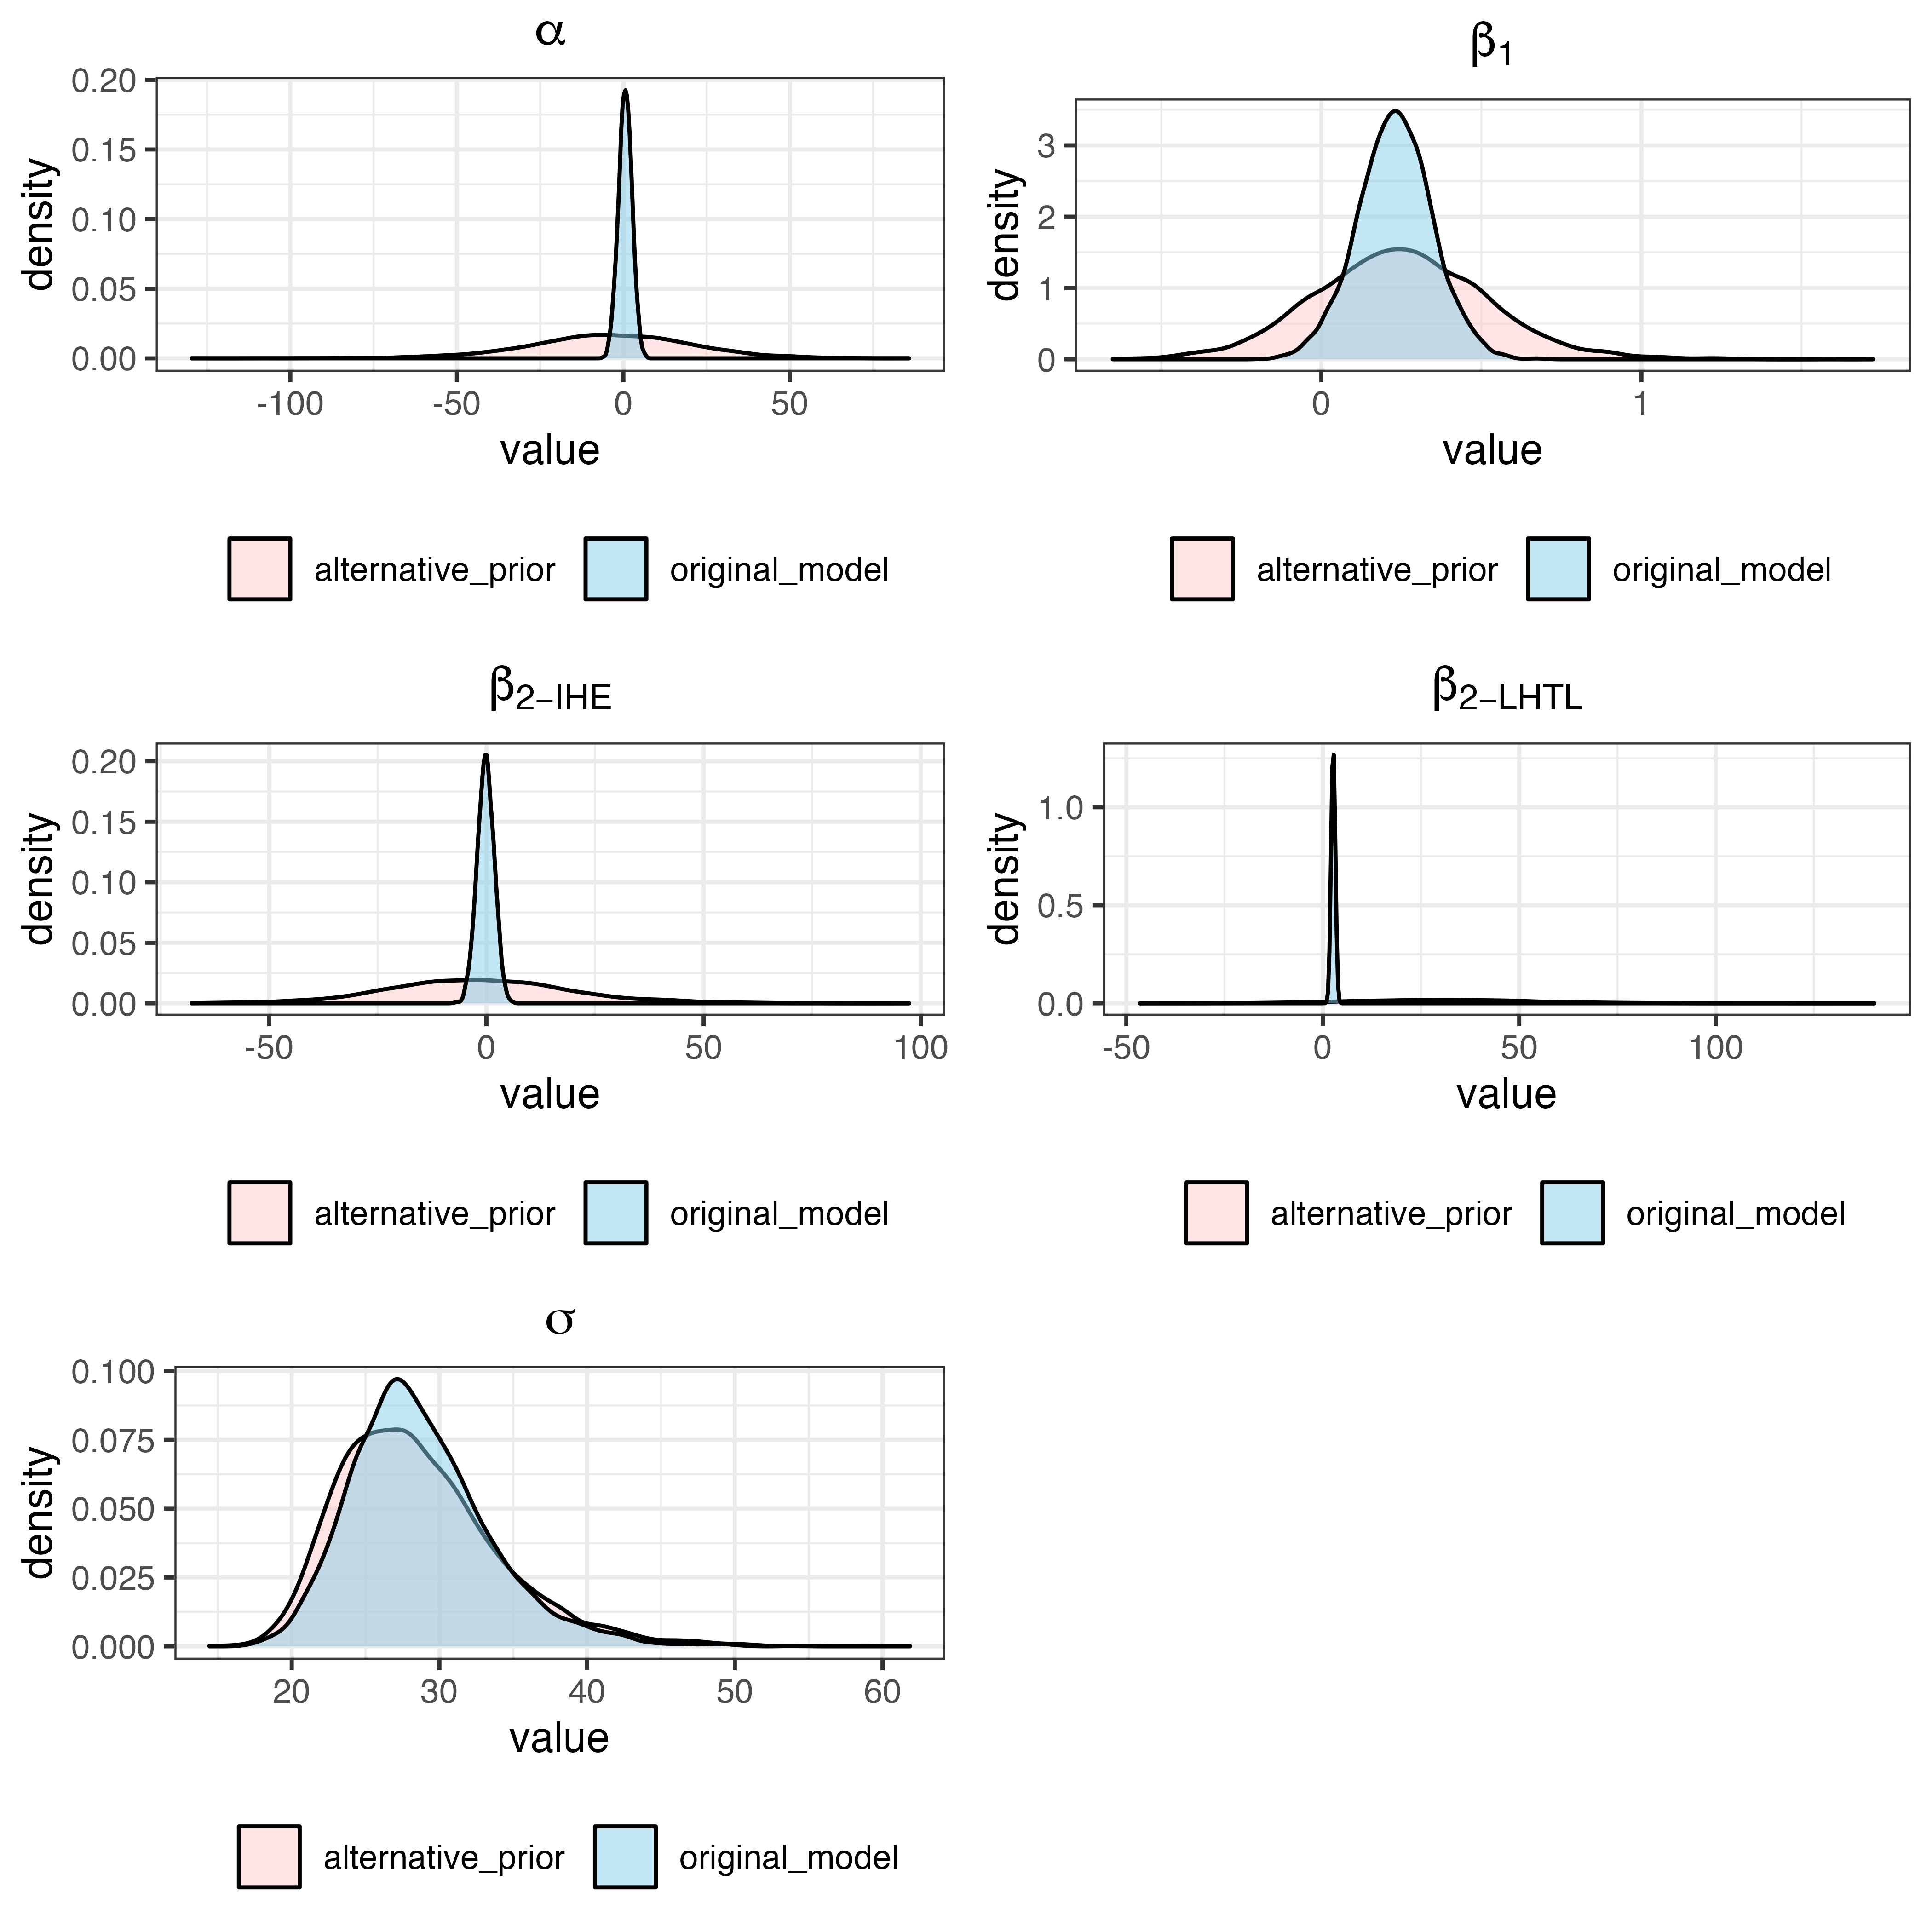 α
0.20
0.15
0.10
0.05
0.00
density
-100 -50 0 50
value
alternative_prior original_model
β1
3
2
1
0
density
0 1
value
alternative_prior original_model
β2−IHE
0.20
0.15
0.10
0.05
0.00
density
-50 0 50 100
value
alternative_prior original_model
β2−LHTL
1.0
0.5
0.0
density
-50 0 50 100
value
alternative_prior original_model
σ
0.100
0.075
0.050
0.025
0.000
density
20 30 40 50 60
value
alternative_prior original_model